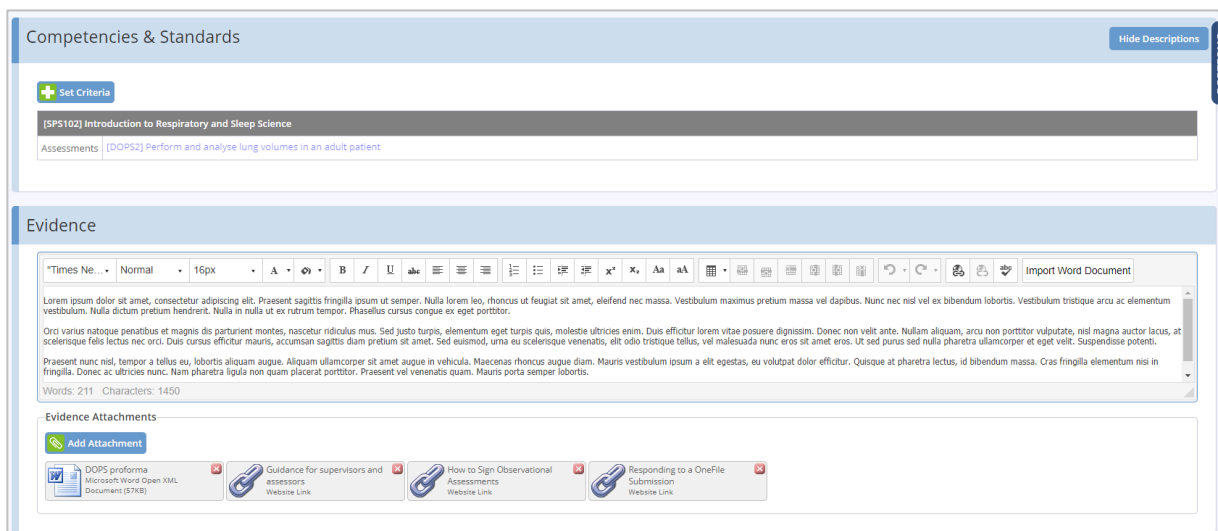 Competencies & Standards
Hide Descriptions
Set Criteria
[SPS102] Introduction to Respiratory and Sleep Science
Assessments [DOPS2] Perform and analyse lung volumes in an adult patient
Evidence
"Times Ne... Normal 16px A B I U abc x² x₂ Aa aA abc Import Word Document
Lorem ipsum dolor sit amet, consectetur adipiscing elit. Praesent sagittis fringilla ipsum ut semper. Nulla lorem leo, rhoncus ut feugiat sit amet, eleifend nec massa. Vestibulum maximus pretium massa vel dapibus. Nunc nec nisl vel ex bibendum lobortis. Vestibulum tristique arcu ac elementum
vestibulum. Nulla dictum pretium hendrerit. Nulla in nulla ut ex rutrum tempor. Phasellus cursus congue ex eget porttitor.
Orci varius natoque penatibus et magnis dis parturient montes, nascetur ridiculus mus. Sed justo turpis, elementum eget turpis quis, molestie ultricies enim. Duis efficitur lorem vitae posuere dignissim. Donec non velit ante. Nullam aliquam, arcu non porttitor vulputate, nisl magna auctor lacus, at
scelerisque felis lectus nec orci. Duis cursus efficitur mauris, accumsan sagittis diam pretium sit amet. Sed euismod, urna eu scelerisque venenatis, elit odio tristique tellus, vel malesuada nunc eros sit amet eros. Ut sed purus sed nulla pharetra ullamcorper et eget velit. Suspendisse potenti.
Praesent nunc nisl, tempor a tellus eu, lobortis aliquam augue. Aliquam ullamcorper sit amet augue in vehicula. Maecenas rhoncus augue diam. Mauris vestibulum ipsum a elit egestas, eu volutpat dolor efficitur. Quisque at pharetra lectus, id bibendum massa. Cras fringilla elementum nisi in
fringilla. Donec ac ultricies nunc. Nam pharetra ligula non quam placerat porttitor. Praesent vel venenatis quam. Mauris porta semper lobortis.
Words: 211 Characters: 1450
Evidence Attachments
Add Attachment
DOPS proforma
Microsoft Word Open XML
Document (57KB)
Guidance for supervisors and
assessors
Website Link
How to Sign Observational
Assessments
Website Link
Responding to a OneFile
Submission
Website Link